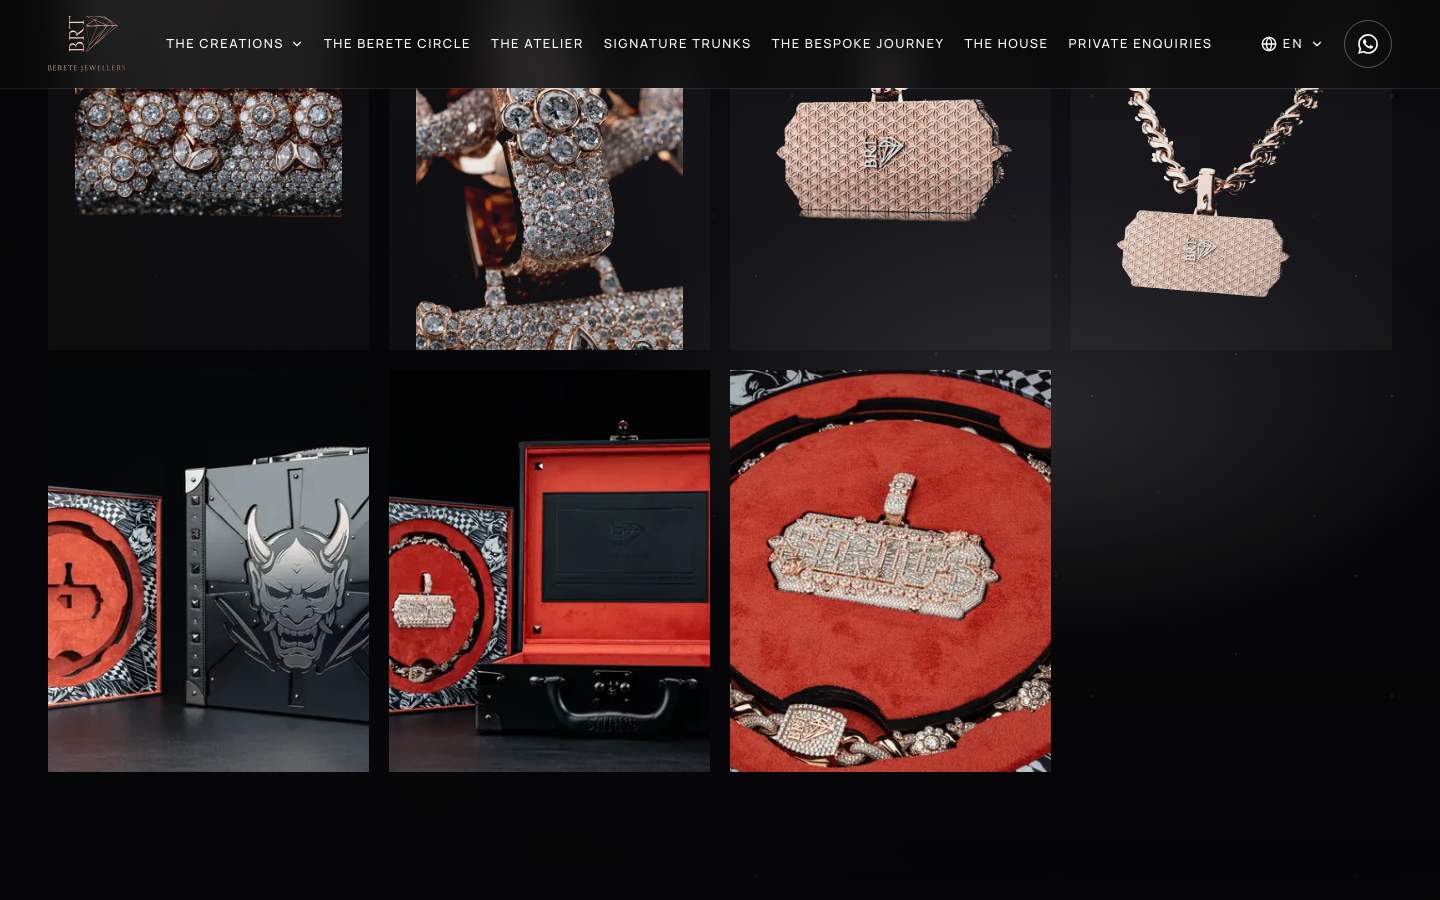 BRT
BERETE JEWELLERS
THE CREATIONS
THE BERETE CIRCLE
THE ATELIER
SIGNATURE TRUNKS
THE BESPOKE JOURNEY
THE HOUSE
PRIVATE ENQUIRIES
EN
BRT
BRT